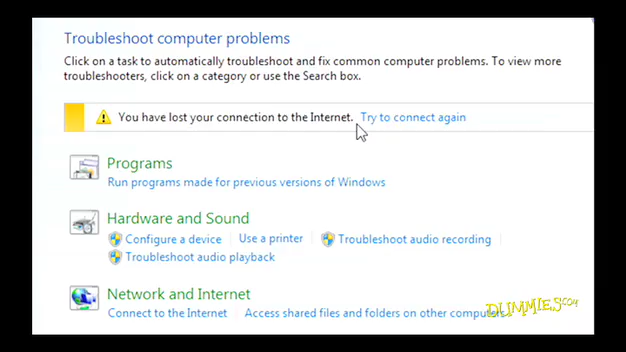 Troubleshoot computer problems
Click on a task to automatically troubleshoot and fix common computer problems. To view more
troubleshooters, click on a category or use the Search box.
You have lost your connection to the Internet. Try to connect again
Programs
Run programs made for previous versions of Windows
Hardware and Sound
Configure a device Use a printer Troubleshoot audio recording
Troubleshoot audio playback
Network and Internet
Connect to the Internet Access shared files and folders on other computers
DUMMIES.COM